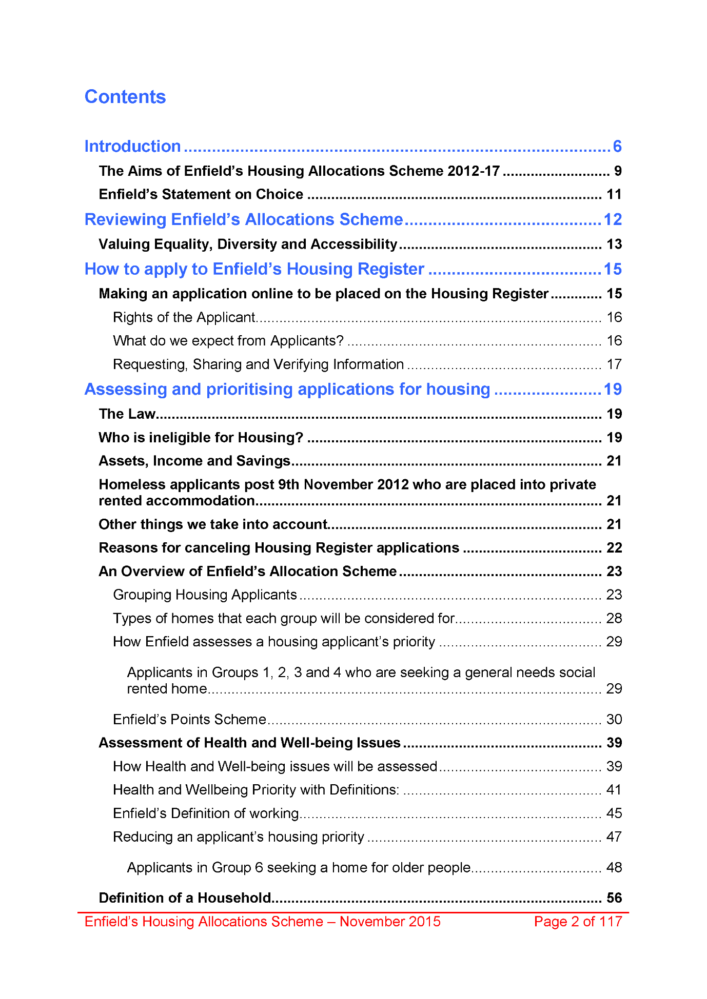 Contents
Introduction ........................................................................................... 6
The Aims of Enfield’s Housing Allocations Scheme 2012-17 ........................... 9
Enfield’s Statement on Choice .......................................................................... 11
Reviewing Enfield’s Allocations Scheme .......................................... 12
Valuing Equality, Diversity and Accessibility ................................................... 13
How to apply to Enfield’s Housing Register ..................................... 15
Making an application online to be placed on the Housing Register ............. 15
Rights of the Applicant ....................................................................................... 16
What do we expect from Applicants? ................................................................ 16
Requesting, Sharing and Verifying Information ................................................. 17
Assessing and prioritising applications for housing ....................... 19
The Law ................................................................................................................ 19
Who is ineligible for Housing? .......................................................................... 19
Assets, Income and Savings .............................................................................. 21
Homeless applicants post 9th November 2012 who are placed into private
rented accommodation ....................................................................................... 21
Other things we take into account ..................................................................... 21
Reasons for canceling Housing Register applications ................................... 22
An Overview of Enfield’s Allocation Scheme ................................................... 23
Grouping Housing Applicants ............................................................................ 23
Types of homes that each group will be considered for ..................................... 28
How Enfield assesses a housing applicant’s priority ......................................... 29
Applicants in Groups 1, 2, 3 and 4 who are seeking a general needs social
rented home ................................................................................................... 29
Enfield’s Points Scheme .................................................................................... 30
Assessment of Health and Well-being Issues .................................................. 39
How Health and Well-being issues will be assessed ......................................... 39
Health and Wellbeing Priority with Definitions: .................................................. 41
Enfield’s Definition of working ............................................................................ 45
Reducing an applicant’s housing priority ........................................................... 47
Applicants in Group 6 seeking a home for older people ................................. 48
Definition of a Household ................................................................................... 56
Enfield’s Housing Allocations Scheme – November 2015 Page 2 of 117